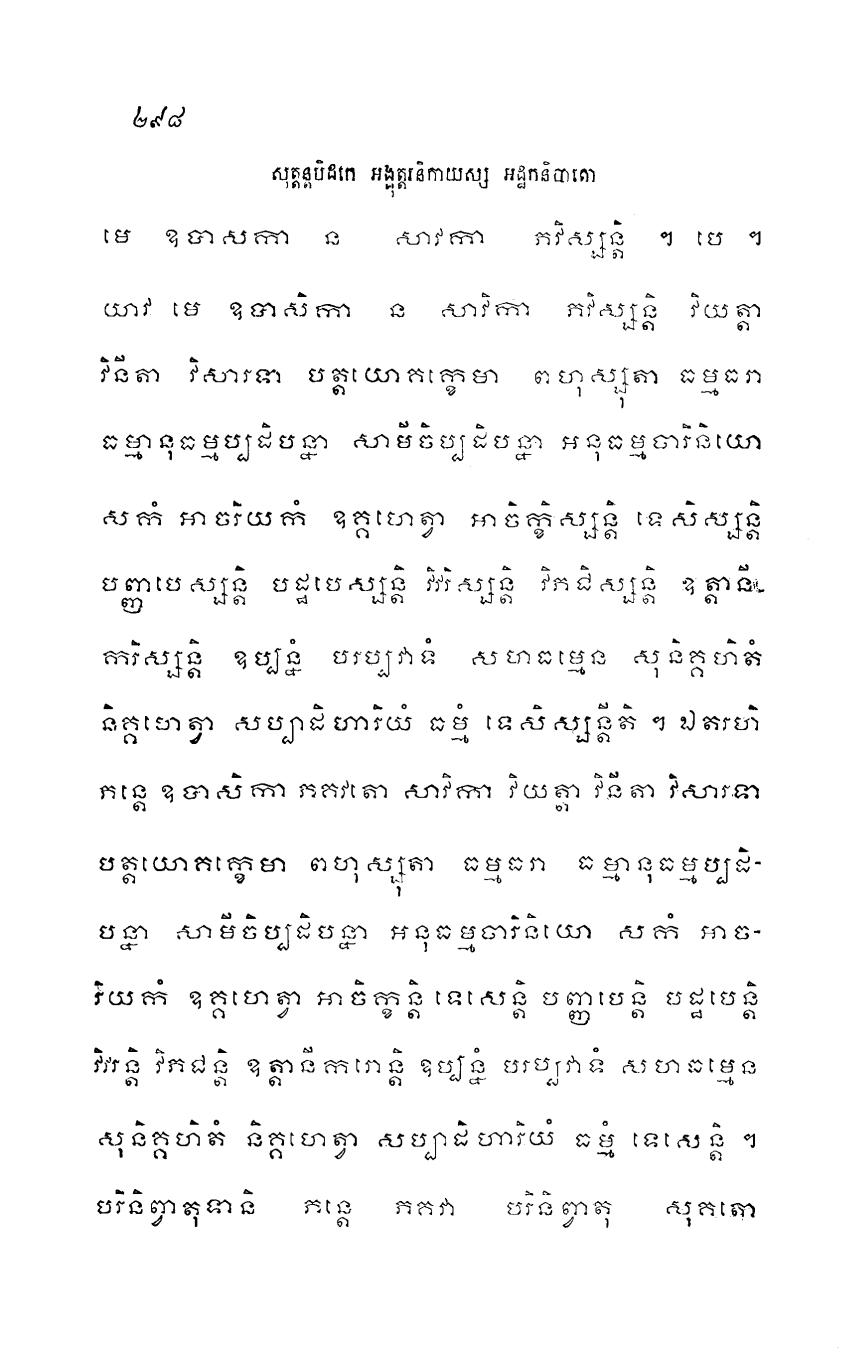 ២៩៨
សុត្តន្តបិដកេ អង្គុត្តរនិកាយស្ស អដ្ឋកនិបាតោ
មេ ឧបាសកា ន សាវកា ភវិស្សន្តិ ។ បេ ។
យាវ មេ ឧបាសិកា ន សាវិកា ភវិស្សន្តិ វិយត្តា
វិនីតា វិសារទា បត្តយោគក្ខេមា ពហុស្សុតា ធម្មធរា
ធម្មានុធម្មប្បដិបន្នា សាមីចិប្បដិបន្នា អនុធម្មចារិនិយោ
សកំ អាចរិយកំ ឧគ្គហេត្វា អាចិក្ខិស្សន្តិ ទេសិស្សន្តិ
បញ្ញាបេស្សន្តិ បដ្ឋបេស្សន្តិ វិវរិស្សន្តិ វិភជិស្សន្តិ ឧត្តានី-
ករិស្សន្តិ ឧប្បន្នំ បរប្បវាទំ សហធម្មេន សុនិគ្គហិតំ
និគ្គហេត្វា សប្បាដិហារិយំ ធម្មំ ទេសិស្សន្តីតិ ។ ឯតរហិ
ភន្តេ ឧបាសិកា ភគវតោ សាវិកា វិយត្តា វិនីតា វិសារទា
បត្តយោគក្ខេមា ពហុស្សុតា ធម្មធរា ធម្មានុធម្មប្បដិ-
បន្នា សាមីចិប្បដិបន្នា អនុធម្មចារិនិយោ សកំ អាច-
រិយកំ ឧគ្គហេត្វា អាចិក្ខន្តិ ទេសេន្តិ បញ្ញាបេន្តិ បដ្ឋបេន្តិ
វិវរន្តិ វិភជន្តិ ឧត្តានីករោន្តិ ឧប្បន្នំ បរប្បវាទំ សហធម្មេន
សុនិគ្គហិតំ និគ្គហេត្វា សប្បាដិហារិយំ ធម្មំ ទេសេន្តិ ។
បរិនិព្វាតុទានិ ភន្តេ ភគវា បរិនិព្វាតុ សុគតោ